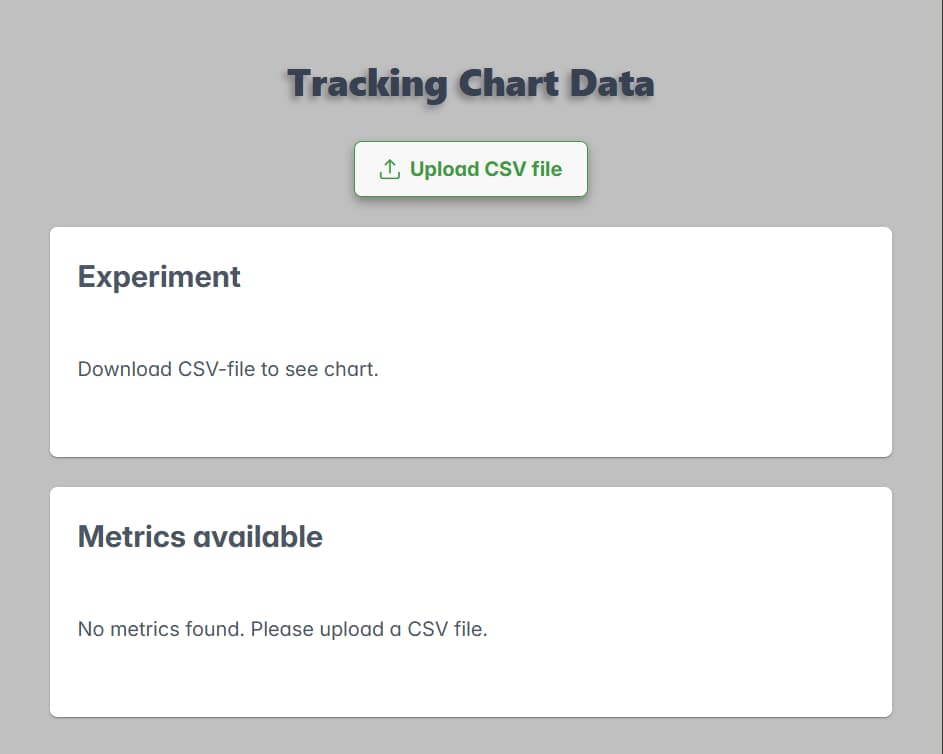 Tracking Chart Data
Upload CSV file
Experiment
Download CSV-file to see chart.
Metrics available
No metrics found. Please upload a CSV file.